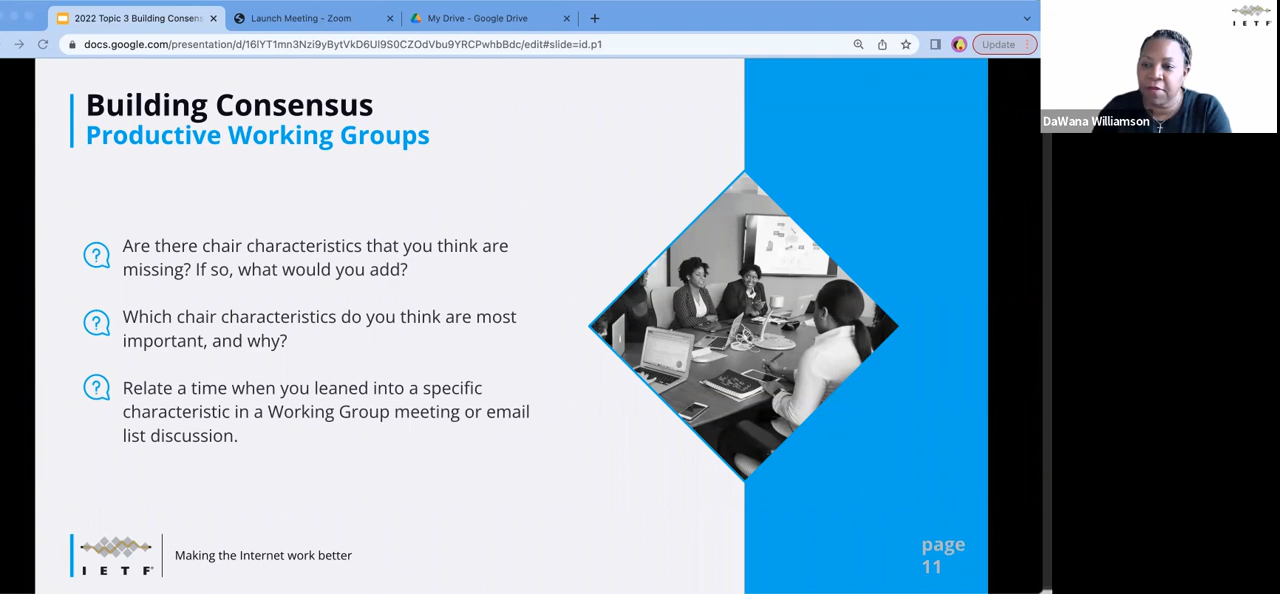 2022 Topic 3 Building Consens
Launch Meeting - Zoom
My Drive - Google Drive
docs.google.com/presentation/d/16lYT1mn3Nzi9yBytVkD6Ul9S0CZOdVbu9YRCPwhbBdc/edit#slide=id.p1
Update
I E T F
DaWana Williamson
Building Consensus
Productive Working Groups
Are there chair characteristics that you think are
missing? If so, what would you add?
Which chair characteristics do you think are most
important, and why?
Relate a time when you leaned into a specific
characteristic in a Working Group meeting or email
list discussion.
I E T F
Making the Internet work better
page
11